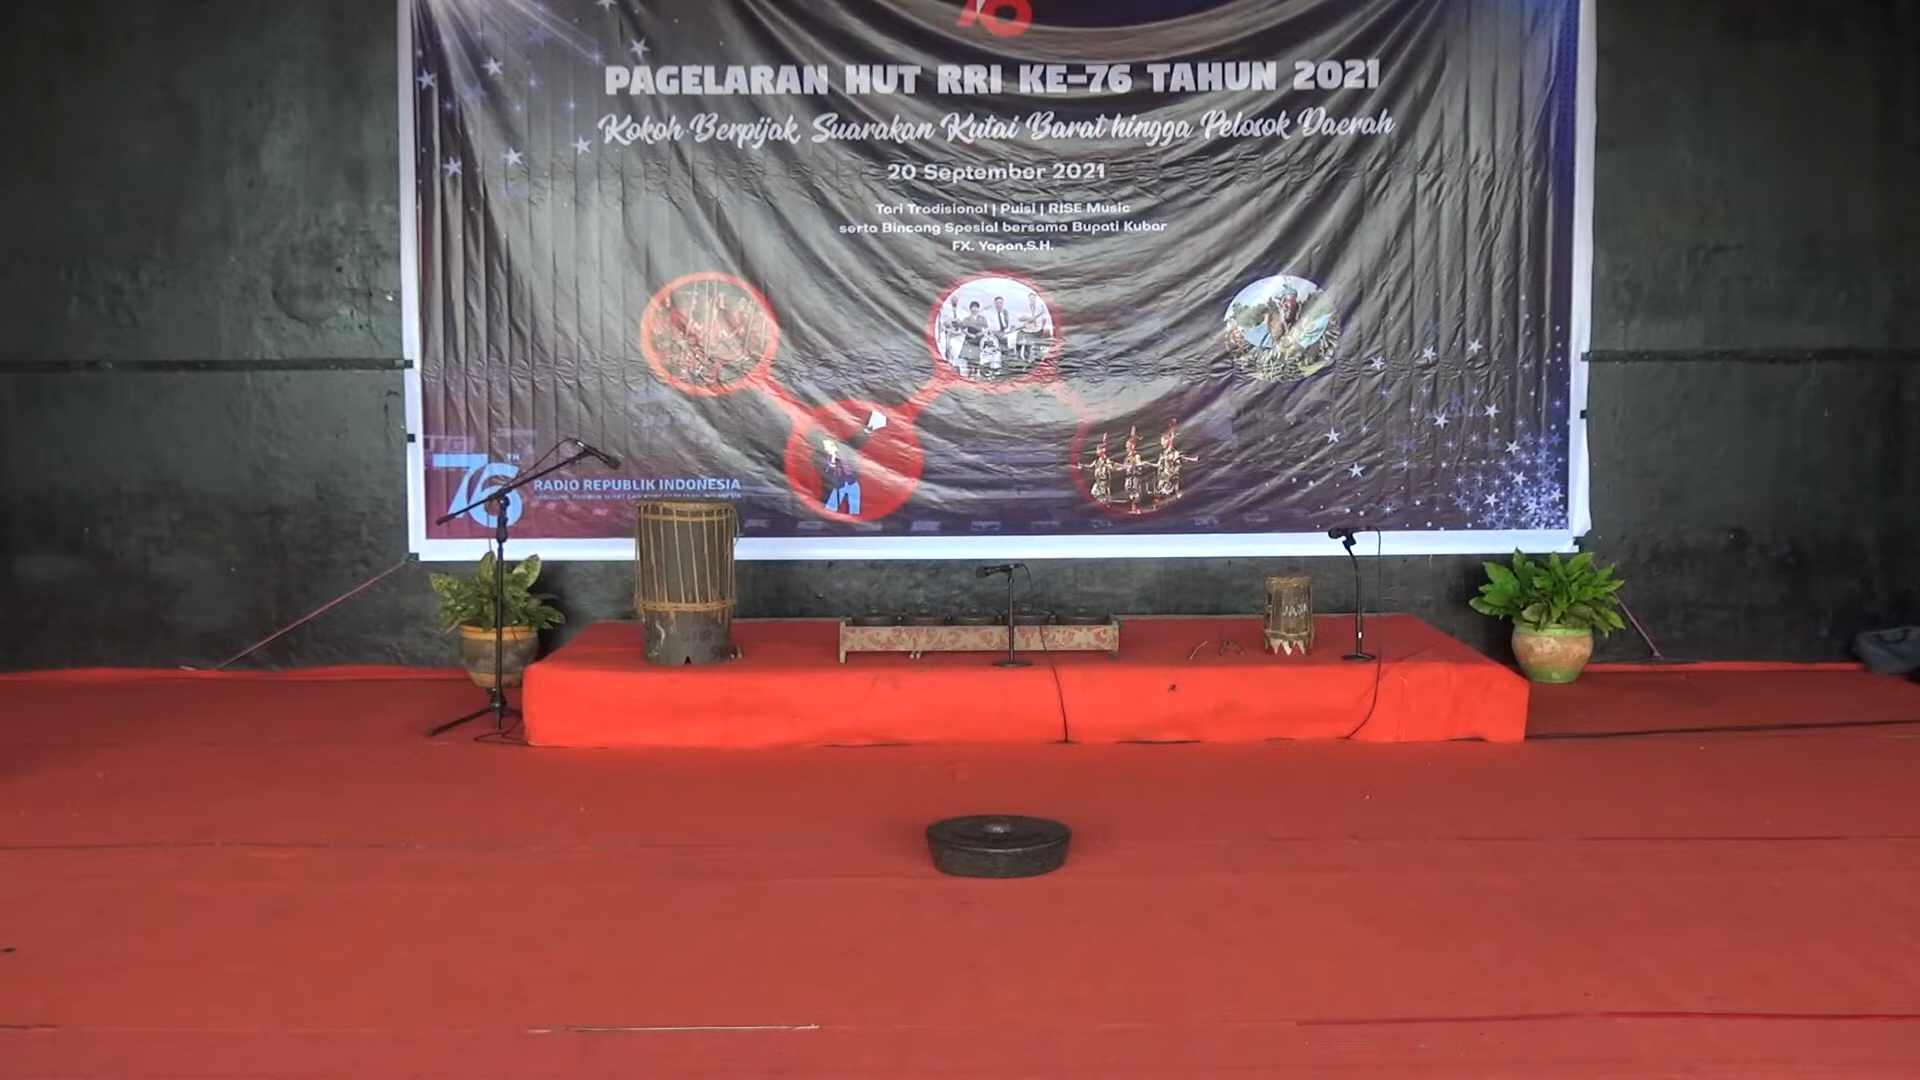 PAGELARAN HUT RRI KE-76 TAHUN 2021
Kokoh Berpijak, Suarakan Kutai Barat hingga Pelosok Daerah
20 September 2021
Tari Tradisional | Puisi | RISE Music
serta Bincang Spesial bersama Bupati Kubar
FX. Yapan,S.H.
76 TH
RADIO REPUBLIK INDONESIA